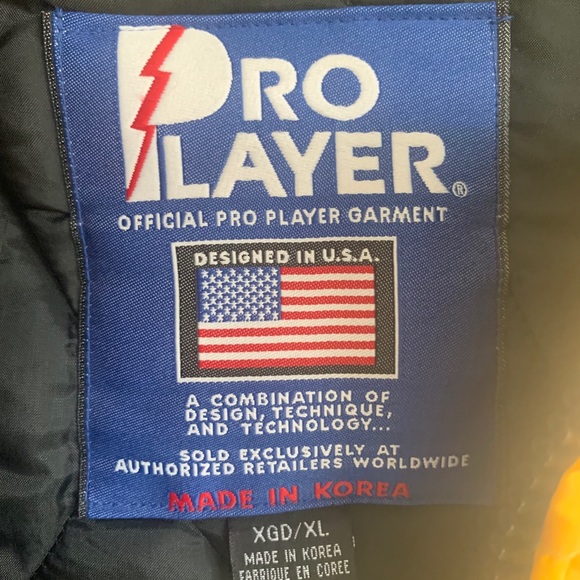 PRO
PLAYER®
OFFICIAL PRO PLAYER GARMENT
DESIGNED IN U.S.A.
A COMBINATION OF
DESIGN, TECHNIQUE,
AND TECHNOLOGY...
SOLD EXCLUSIVELY AT
AUTHORIZED RETAILERS WORLDWIDE
MADE IN KOREA
XGD/XL
MADE IN KOREA
FABRIQUE EN COREE